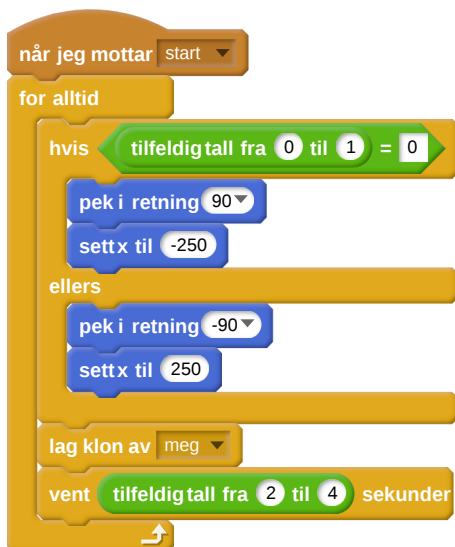 når jeg mottar start
for alltid
hvis tilfeldig tall fra 0 til 1 = 0
pek i retning 90
sett x til -250
ellers
pek i retning -90
sett x til 250
lag klon av meg
vent tilfeldig tall fra 2 til 4 sekunder